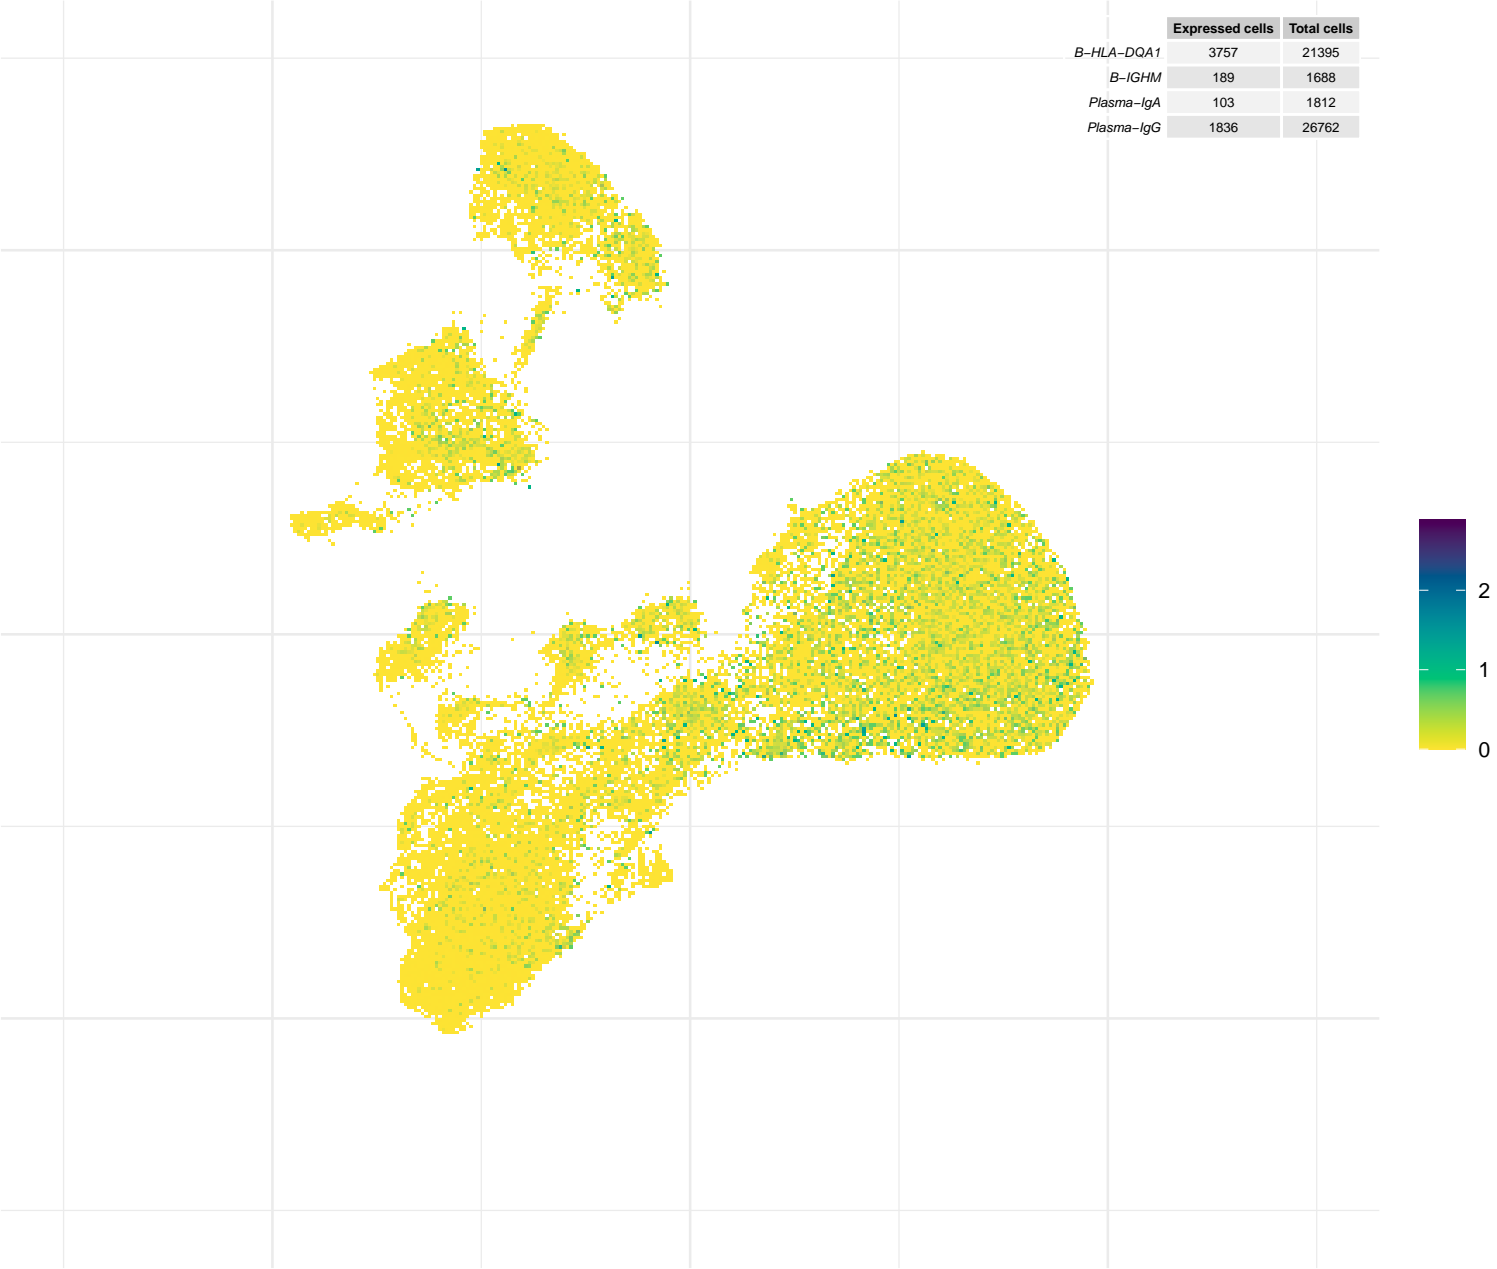 Expressed cells Total cells
B−HLA−DQA1 3757 21395
B−IGHM 189 1688
Plasma−IgA 103 1812
Plasma−IgG 1836 26762
2
1
0